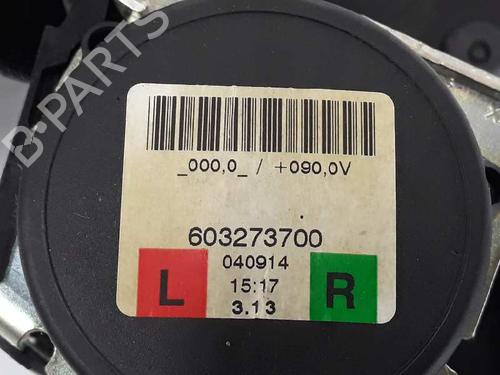 B-PARTS
_000,0_ / +090,0V
603273700
040914
L
15:17
R
3.13